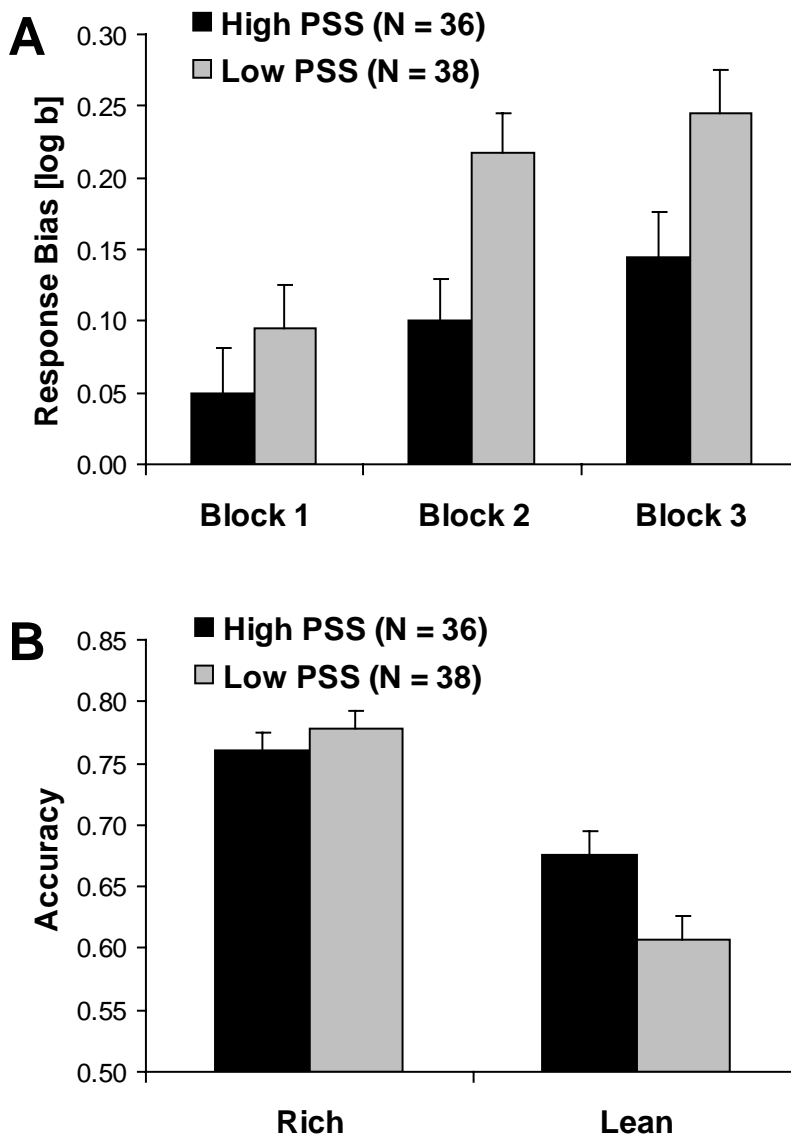 A
High PSS (N = 36)
Low PSS (N = 38)
Response Bias [log b]
0.30
0.25
0.20
0.15
0.10
0.05
0.00
Block 1 Block 2 Block 3
B
High PSS (N = 36)
Low PSS (N = 38)
Accuracy
0.85
0.80
0.75
0.70
0.65
0.60
0.55
0.50
Rich Lean